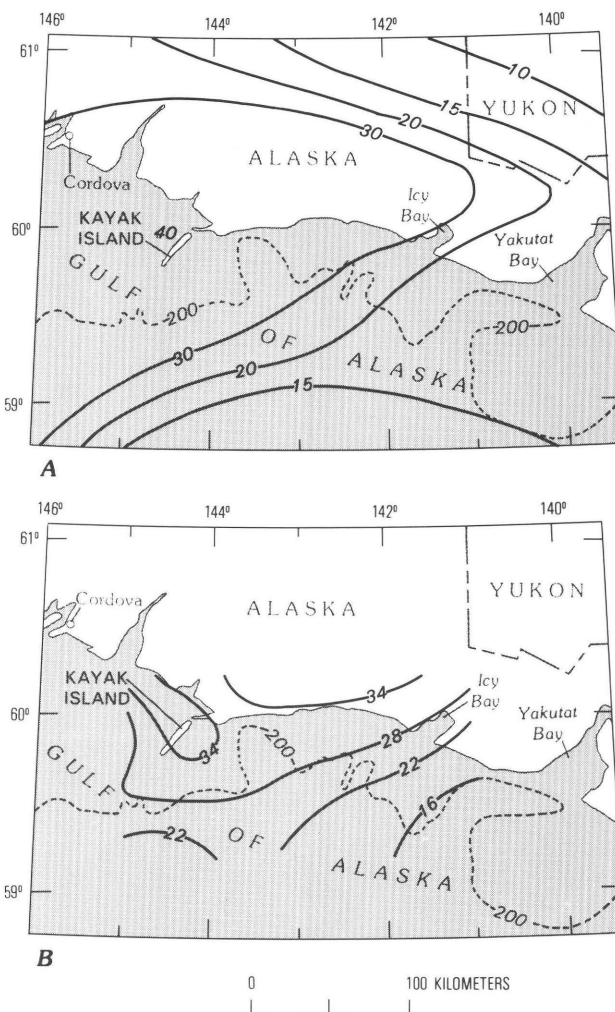 146° 144° 142° 140°
61°
10
15
YUKON
20
30
ALASKA
Cordova
Icy
Bay
60°
KAYAK
ISLAND
40
Yakutat
Bay
GULF
200
200
OF
30
20
ALASKA
15
59°
A
146° 144° 142° 140°
61°
YUKON
Cordova
ALASKA
KAYAK
ISLAND
34
Icy
Bay
60°
Yakutat
Bay
34
28
200
GULF
22
16
22
OF
ALASKA
59°
200
B
0 100 KILOMETERS